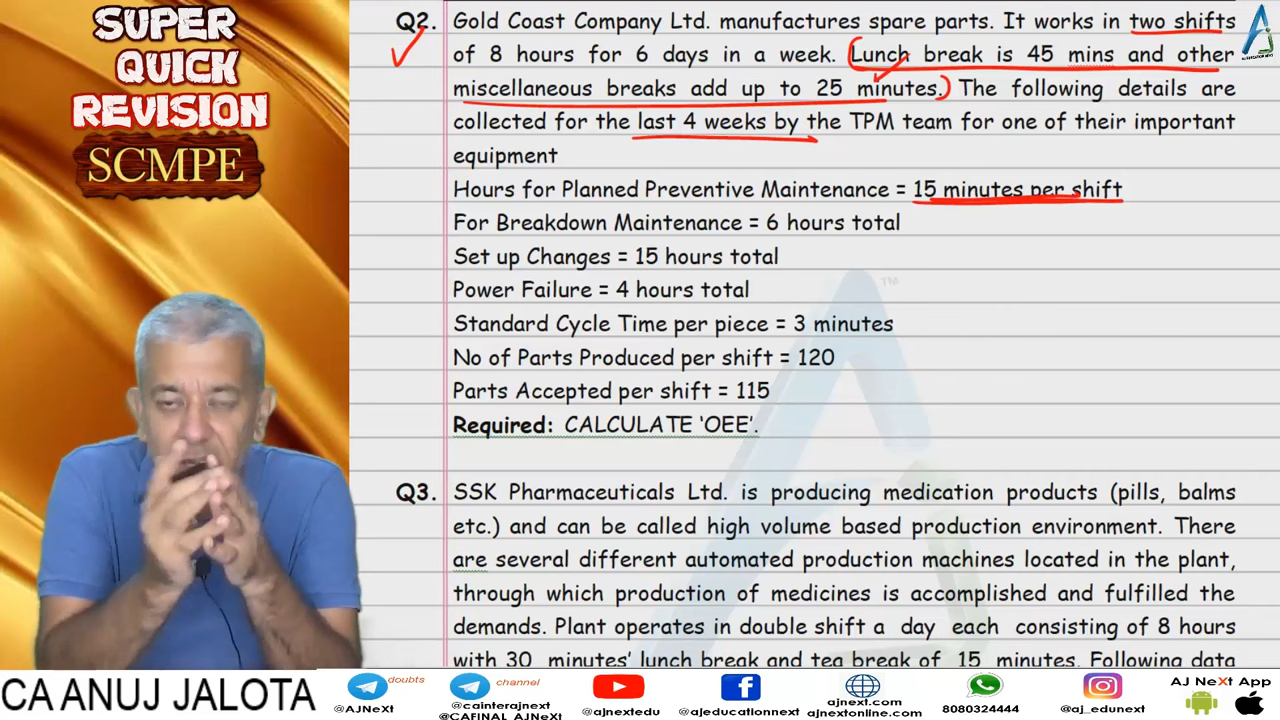 SUPER
QUICK
REVISION
SCMPE
Q2. Gold Coast Company Ltd. manufactures spare parts. It works in two shifts
of 8 hours for 6 days in a week. (Lunch break is 45 mins and other
miscellaneous breaks add up to 25 minutes.) The following details are
collected for the last 4 weeks by the TPM team for one of their important
equipment
Hours for Planned Preventive Maintenance = 15 minutes per shift
For Breakdown Maintenance = 6 hours total
Set up Changes = 15 hours total
Power Failure = 4 hours total
Standard Cycle Time per piece = 3 minutes
No of Parts Produced per shift = 120
Parts Accepted per shift = 115
Required: CALCULATE ‘OEE’.
Q3. SSK Pharmaceuticals Ltd. is producing medication products (pills, balms
etc.) and can be called high volume based production environment. There
are several different automated production machines located in the plant,
through which production of medicines is accomplished and fulfilled the
demands. Plant operates in double shift a day each consisting of 8 hours
with 30 minutes’ lunch break and tea break of 15 minutes. Following data
TM
CA ANUJ JALOTA
doubts
@AJNeXt
channel
@cainterajnext
@CAFINAL_AJNeXt
@ajnextedu
@ajeducationnext
ajnext.com
ajnextonline.com
8080324444
@aj_edunext
AJ NeXt App